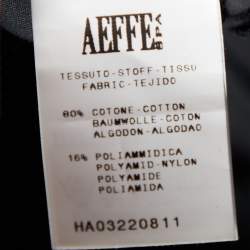 AEFFE SPA
TESSUTO-STOFF-TISSU
FABRIC-TEJIDO
80% COTONE-COTTON
BAUMWOLLE-COTON
ALGODON-ALGODAO
16% POLIAMMIDICA
POLYAMID-NYLON
POLYAMIDE
POLIAMIDA
HA03220811